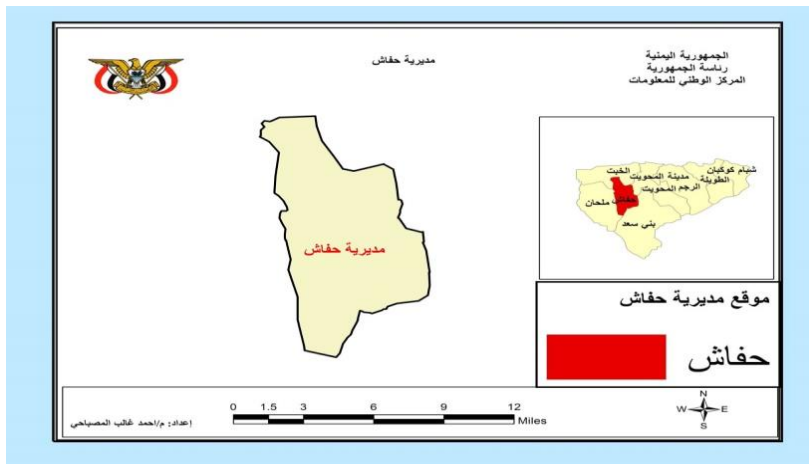 الجمهورية اليمنية
رئاسة الجمهورية
المركز الوطني للمعلومات
مديرية حفاش
مديرية حفاش
شبام كوكبان
الطويلة
الخبت
مدينة المحويت
الرجم
المحويت
حفاش
ملحان
بني سعد
موقع مديرية حفاش
حفاش
0 1.5 3 6 9 12
Miles
N
W E
S
إعداد: م/احمد غالب المصباحي